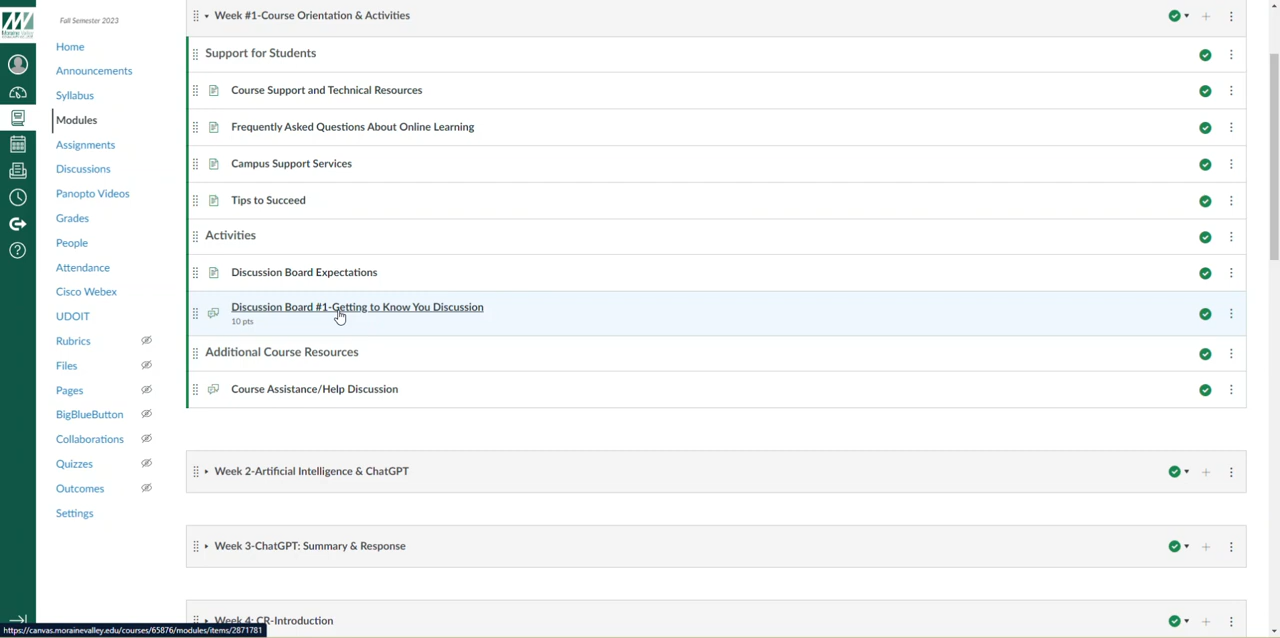 Fall Semester 2023
Home
Announcements
Syllabus
Modules
Assignments
Discussions
Panopto Videos
Grades
People
Attendance
Cisco Webex
UDOIT
Rubrics
Files
Pages
BigBlueButton
Collaborations
Quizzes
Outcomes
Settings
Week #1-Course Orientation & Activities
Support for Students
Course Support and Technical Resources
Frequently Asked Questions About Online Learning
Campus Support Services
Tips to Succeed
Activities
Discussion Board Expectations
Discussion Board #1-Getting to Know You Discussion
10 pts
Additional Course Resources
Course Assistance/Help Discussion
Week 2-Artificial Intelligence & ChatGPT
Week 3-ChatGPT: Summary & Response
Week 4: CR-Introduction
https://canvas.morainevalley.edu/courses/65876/modules/items/2871781